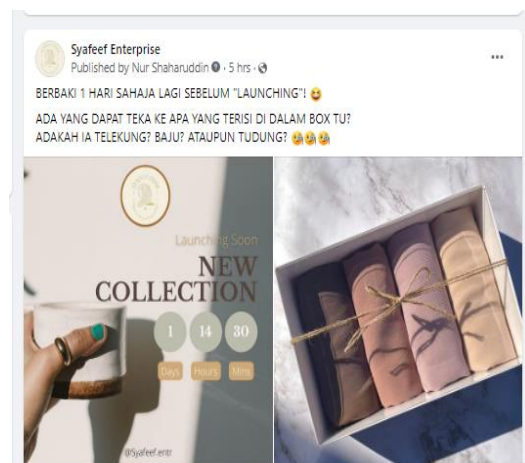 Syafeef Enterprise
Published by Nur Shaharuddin · 5 hrs ·
BERBAKI 1 HARI SAHAJA LAGI SEBELUM "LAUNCHING"! 😆
ADA YANG DAPAT TEKA KE APA YANG TERISI DI DALAM BOX TU?
ADAKAH IA TELEKUNG? BAJU? ATAUPUN TUDUNG? 🧐🧐🧐
Launching Soon
NEW
COLLECTION
1 14 30
Days Hours Mins
@Syafeef.entr